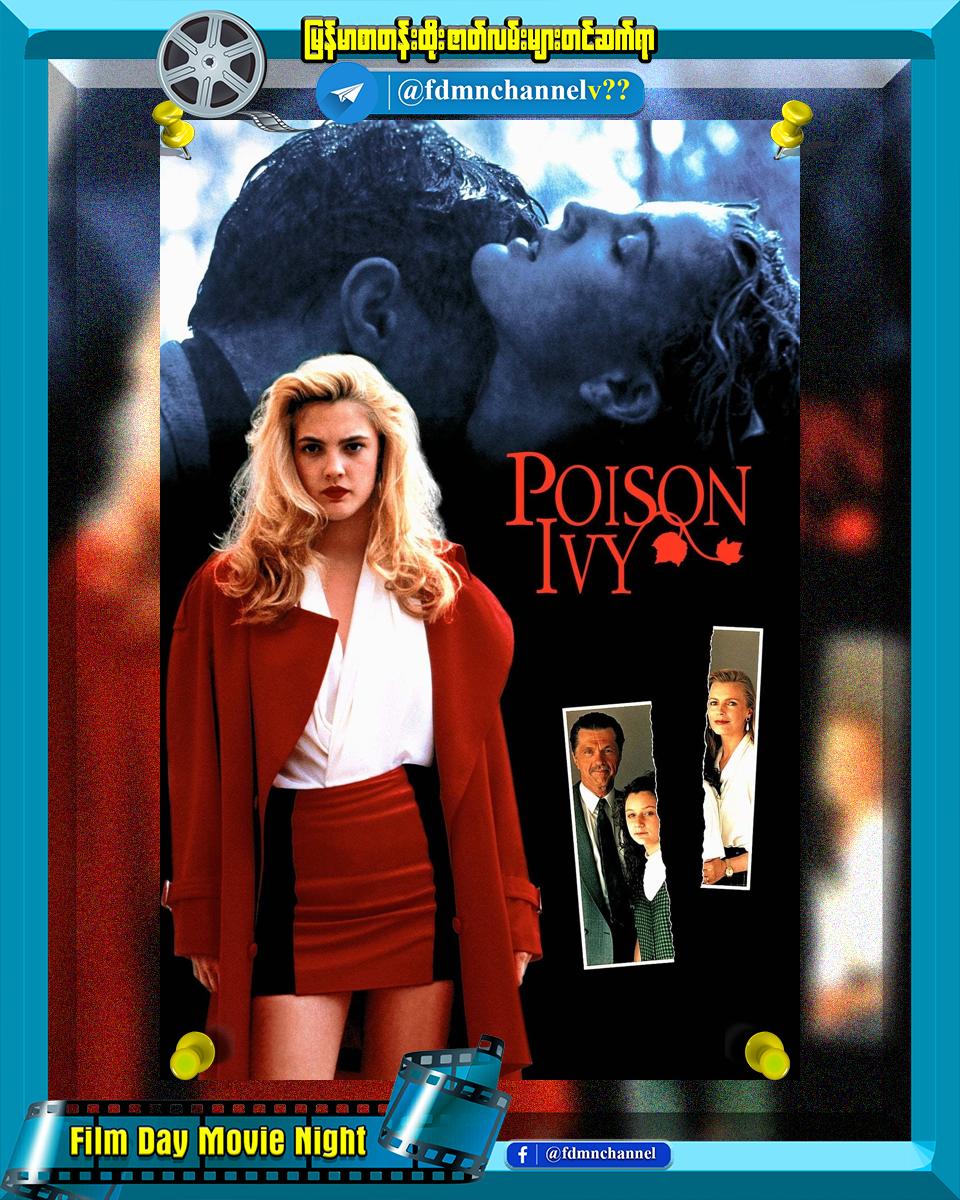 မြန်မာစာတန်းထိုးဇာတ်လမ်းများတင်ဆက်ရာ
@fdmnchannelv??
POISON
IVY
Film Day Movie Night
@fdmnchannel